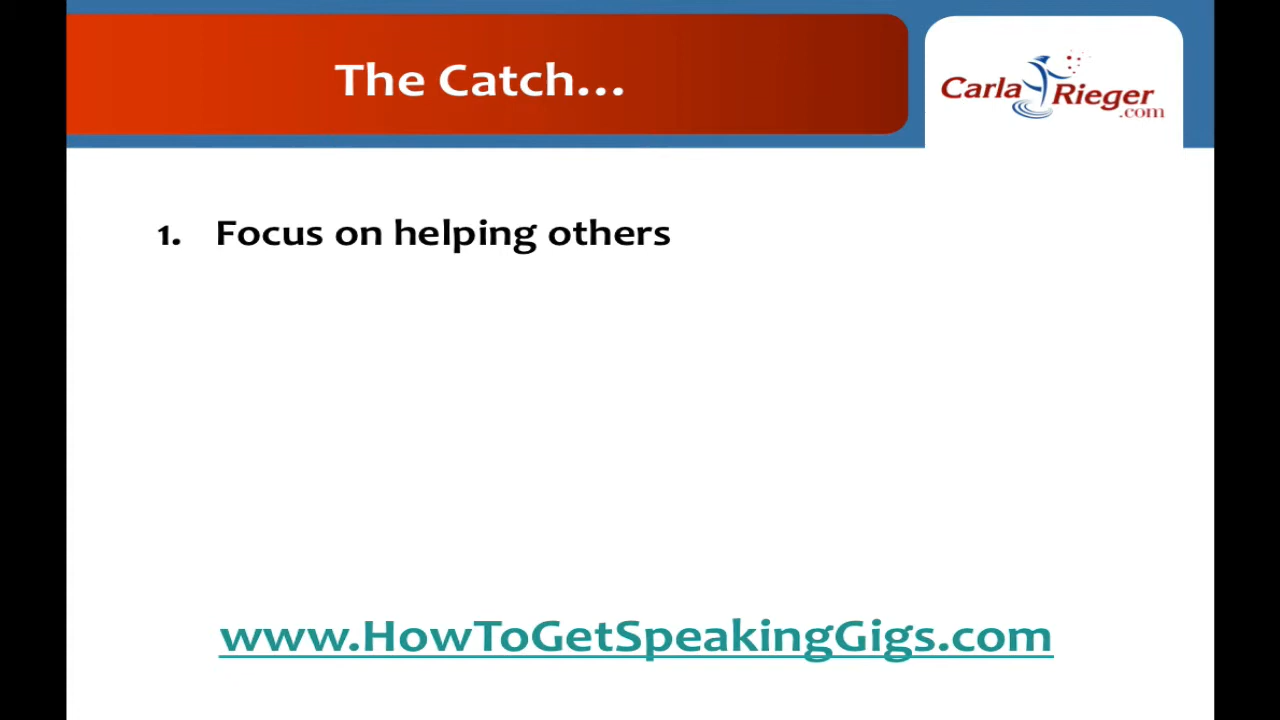 The Catch...
Carla Rieger
.com
1. Focus on helping others
www.HowToGetSpeakingGigs.com